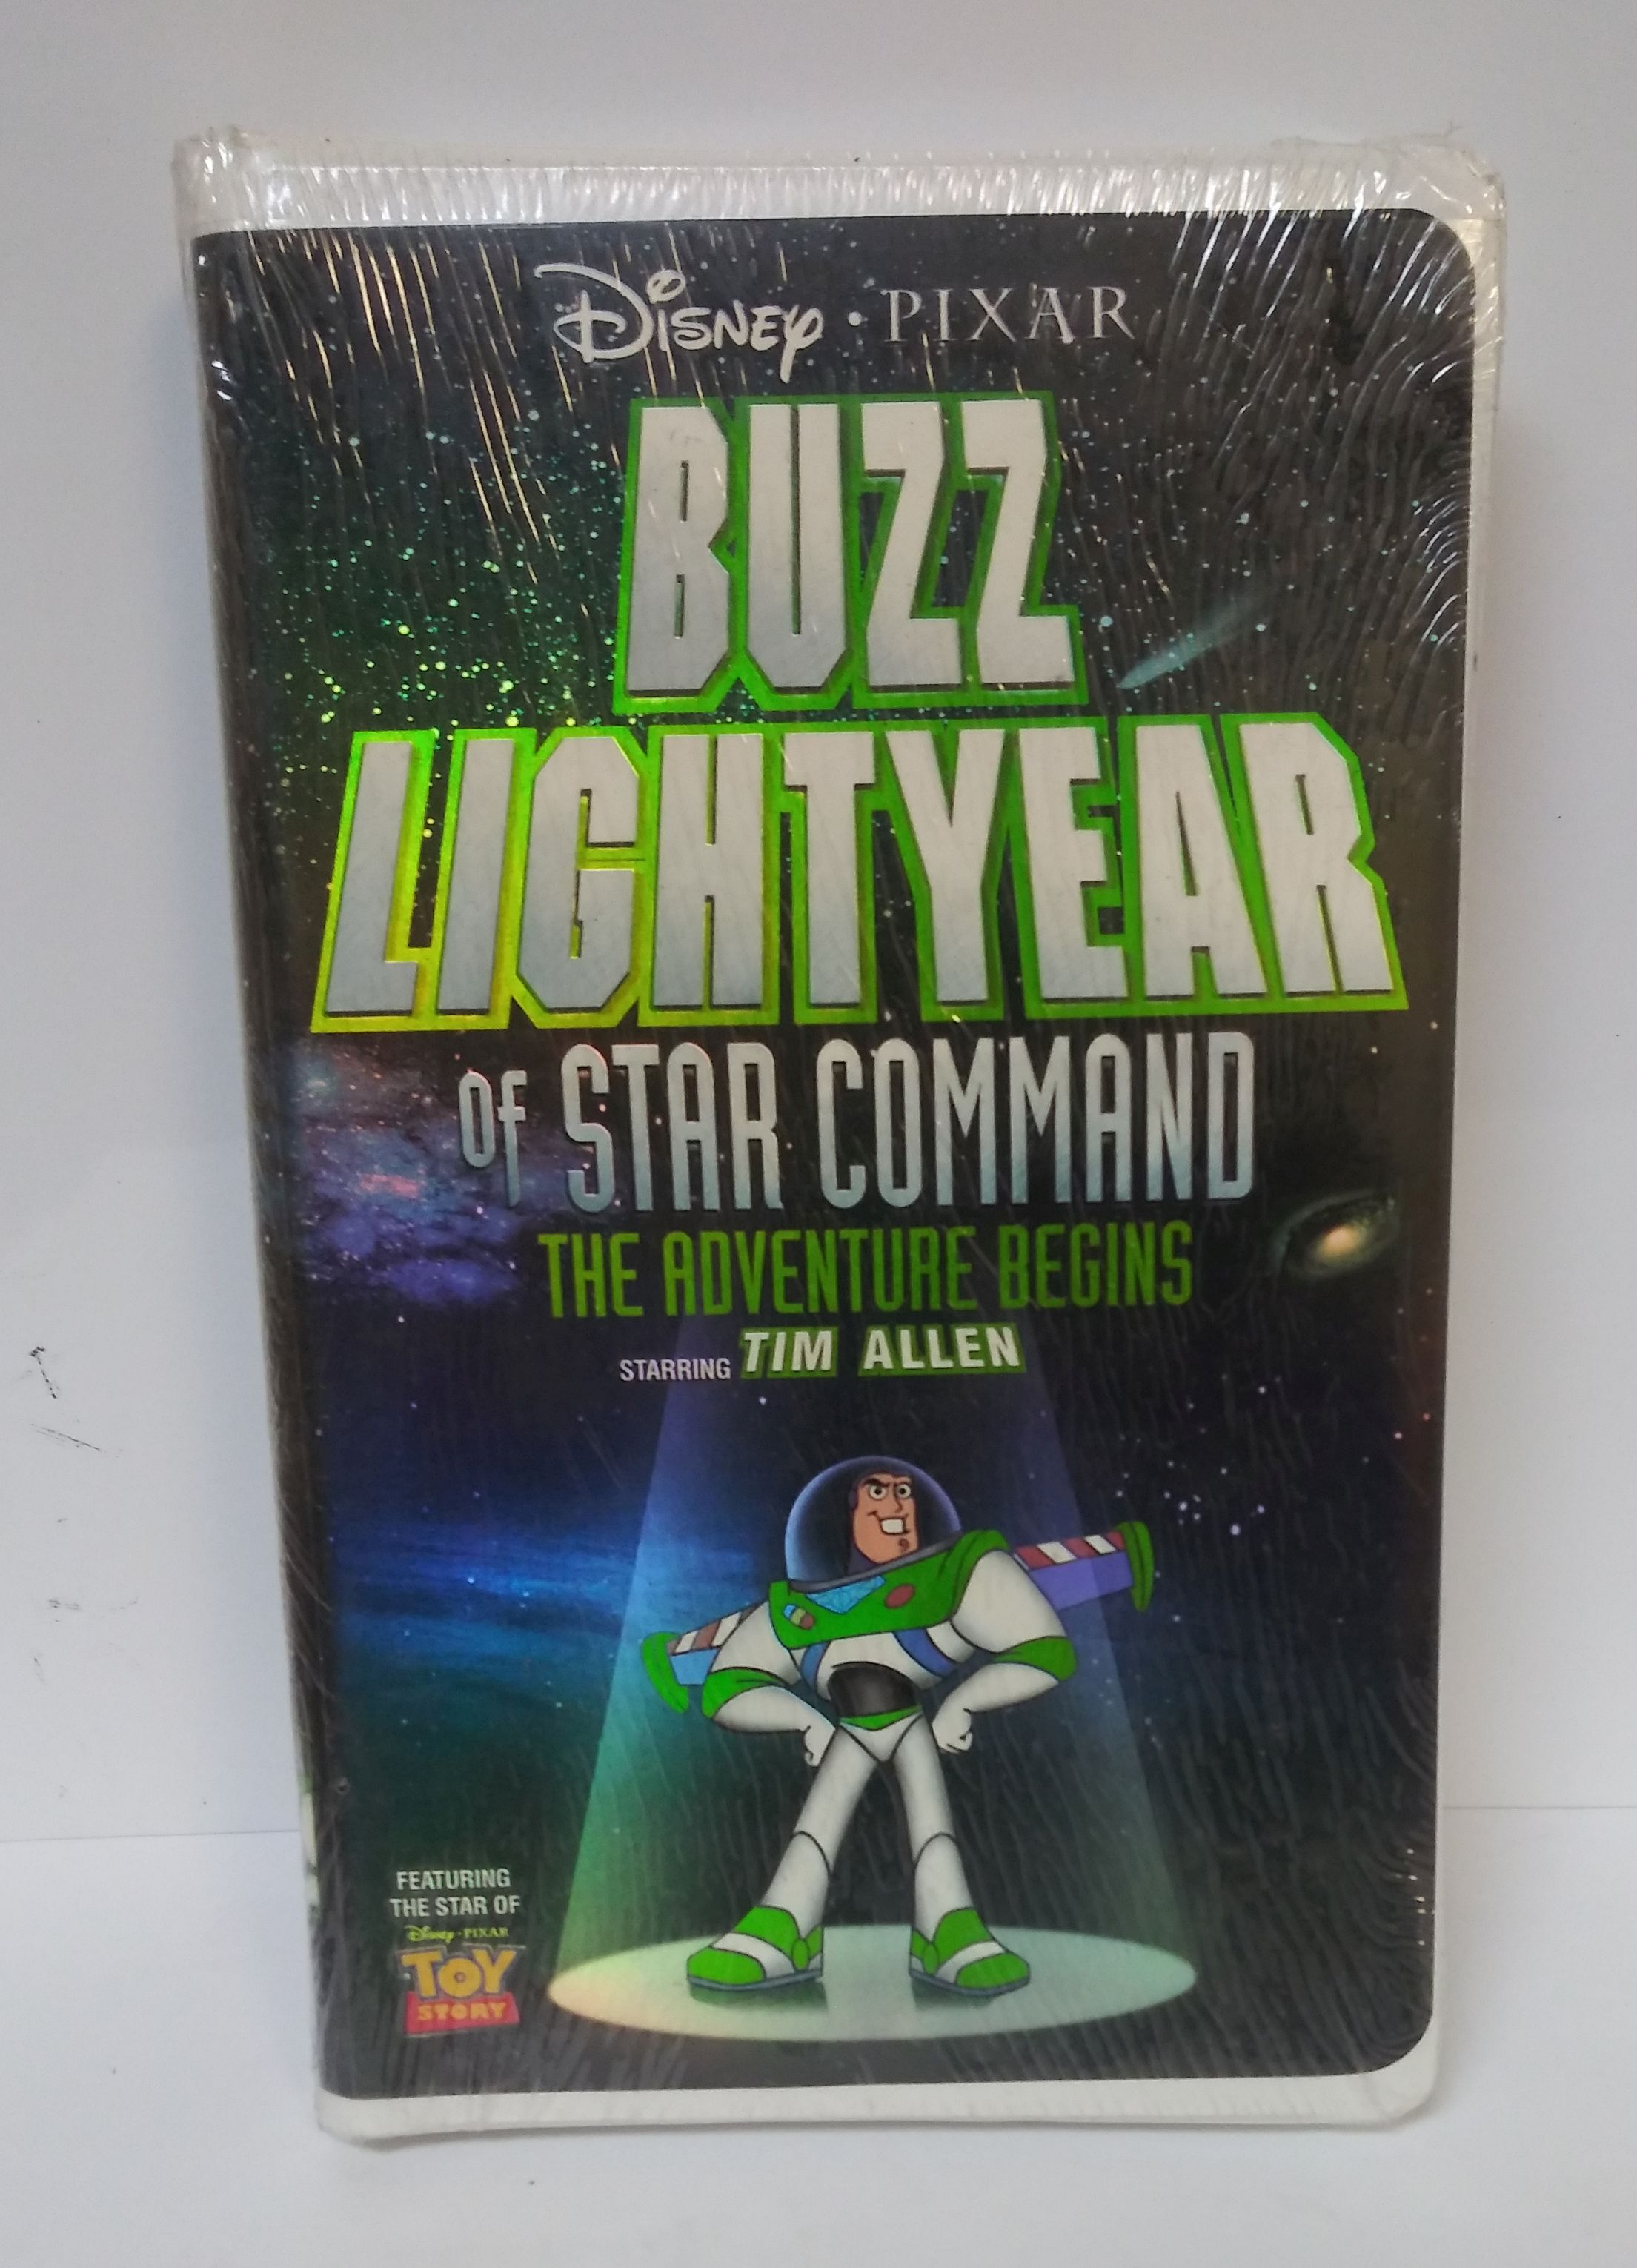 Disney · PIXAR
BUZZ
LIGHTYEAR
of STAR COMMAND
THE ADVENTURE BEGINS
STARRING TIM ALLEN
FEATURING
THE STAR OF
Disney · PIXAR
TOY
STORY